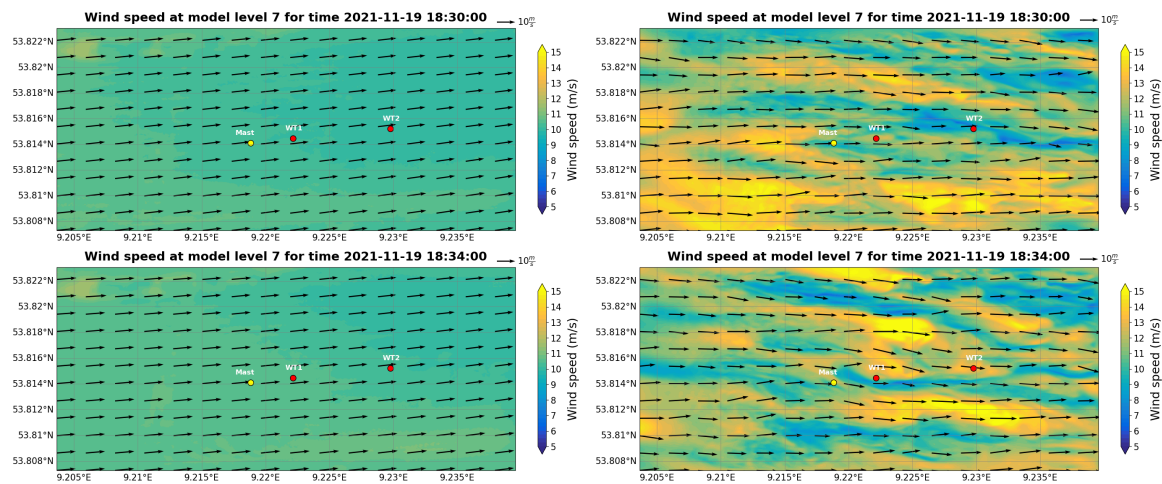 Wind speed at model level 7 for time 2021-11-19 18:30:00
10 m/s
53.822°N
53.82°N
53.818°N
53.816°N
53.814°N
53.812°N
53.81°N
53.808°N
Mast
WT1
WT2
9.205°E 9.21°E 9.215°E 9.22°E 9.225°E 9.23°E 9.235°E
15
14
13
12
11
10
9
8
7
6
5
Wind speed (m/s)
Wind speed at model level 7 for time 2021-11-19 18:30:00
10 m/s
53.822°N
53.82°N
53.818°N
53.816°N
53.814°N
53.812°N
53.81°N
53.808°N
Mast
WT1
WT2
9.205°E 9.21°E 9.215°E 9.22°E 9.225°E 9.23°E 9.235°E
15
14
13
12
11
10
9
8
7
6
5
Wind speed (m/s)
Wind speed at model level 7 for time 2021-11-19 18:34:00
10 m/s
53.822°N
53.82°N
53.818°N
53.816°N
53.814°N
53.812°N
53.81°N
53.808°N
Mast
WT1
WT2
9.205°E 9.21°E 9.215°E 9.22°E 9.225°E 9.23°E 9.235°E
15
14
13
12
11
10
9
8
7
6
5
Wind speed (m/s)
Wind speed at model level 7 for time 2021-11-19 18:34:00
10 m/s
53.822°N
53.82°N
53.818°N
53.816°N
53.814°N
53.812°N
53.81°N
53.808°N
Mast
WT1
WT2
9.205°E 9.21°E 9.215°E 9.22°E 9.225°E 9.23°E 9.235°E
15
14
13
12
11
10
9
8
7
6
5
Wind speed (m/s)